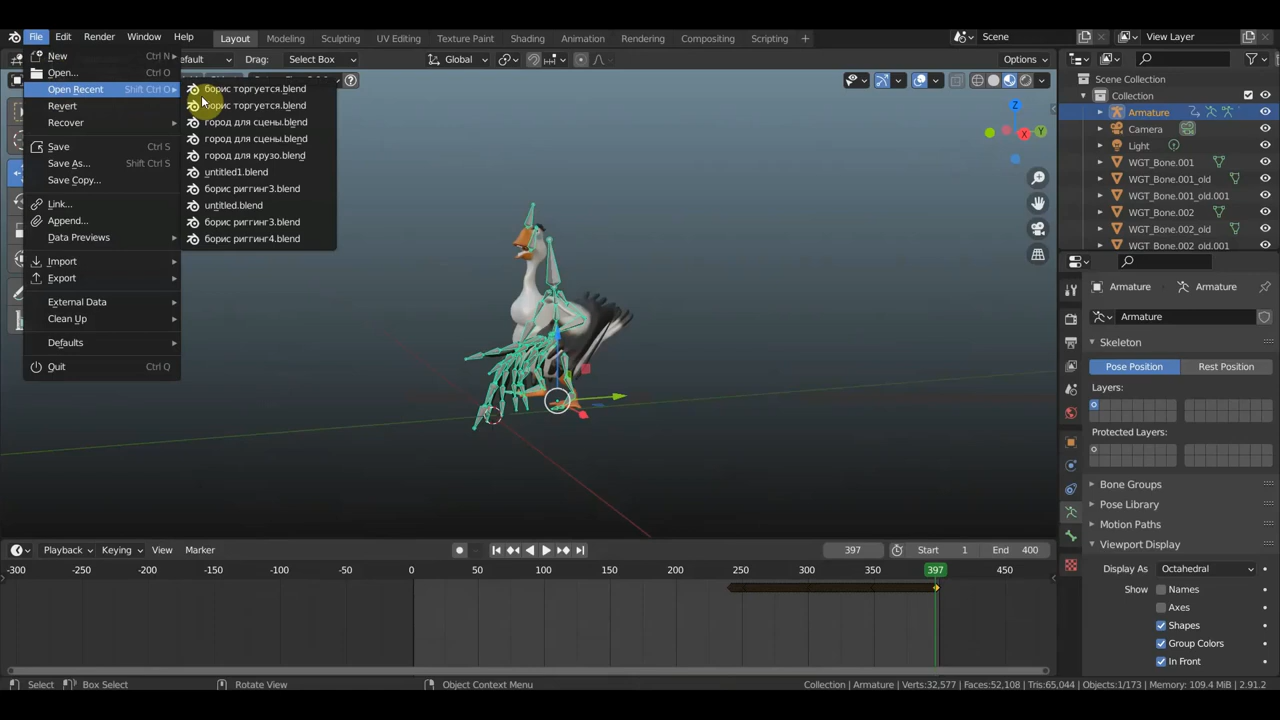 File Edit Render Window Help Layout Modeling Sculpting UV Editing Texture Paint Shading Animation Rendering Compositing Scripting + Scene View Layer
efault Drag: Select Box Global Options
New Ctrl N
Open... Ctrl O
Open Recent Shift Ctrl O
Revert
Recover
Save Ctrl S
Save As... Shift Ctrl S
Save Copy...
Link...
Append...
Data Previews
Import
Export
External Data
Clean Up
Defaults
Quit Ctrl Q
борис торгуется.blend
борис торгуется.blend
город для сцены.blend
город для сцены.blend
город для крузо.blend
untitled1.blend
борис риггинг3.blend
untitled.blend
борис риггинг3.blend
борис риггинг4.blend
Z
X
Y
Scene Collection
Collection
Armature
Camera
Light
WGT_Bone.001
WGT_Bone.001_old
WGT_Bone.001_old.001
WGT_Bone.002
WGT_Bone.002_old
WGT_Bone.002_old.001
Armature Armature
Armature
Skeleton
Pose Position Rest Position
Layers:
Protected Layers:
Bone Groups
Pose Library
Motion Paths
Viewport Display
Display As Octahedral
Show Names
Axes
Shapes
Group Colors
In Front
Playback Keying View Marker 397 Start 1 End 400
-300 -250 -200 -150 -100 -50 0 50 100 150 200 250 300 350 397 450
Select Box Select Rotate View Object Context Menu Collection | Armature | Verts:32,577 | Faces:52,108 | Tris:65,044 | Objects:1/173 | Memory: 109.4 MiB | 2.91.2